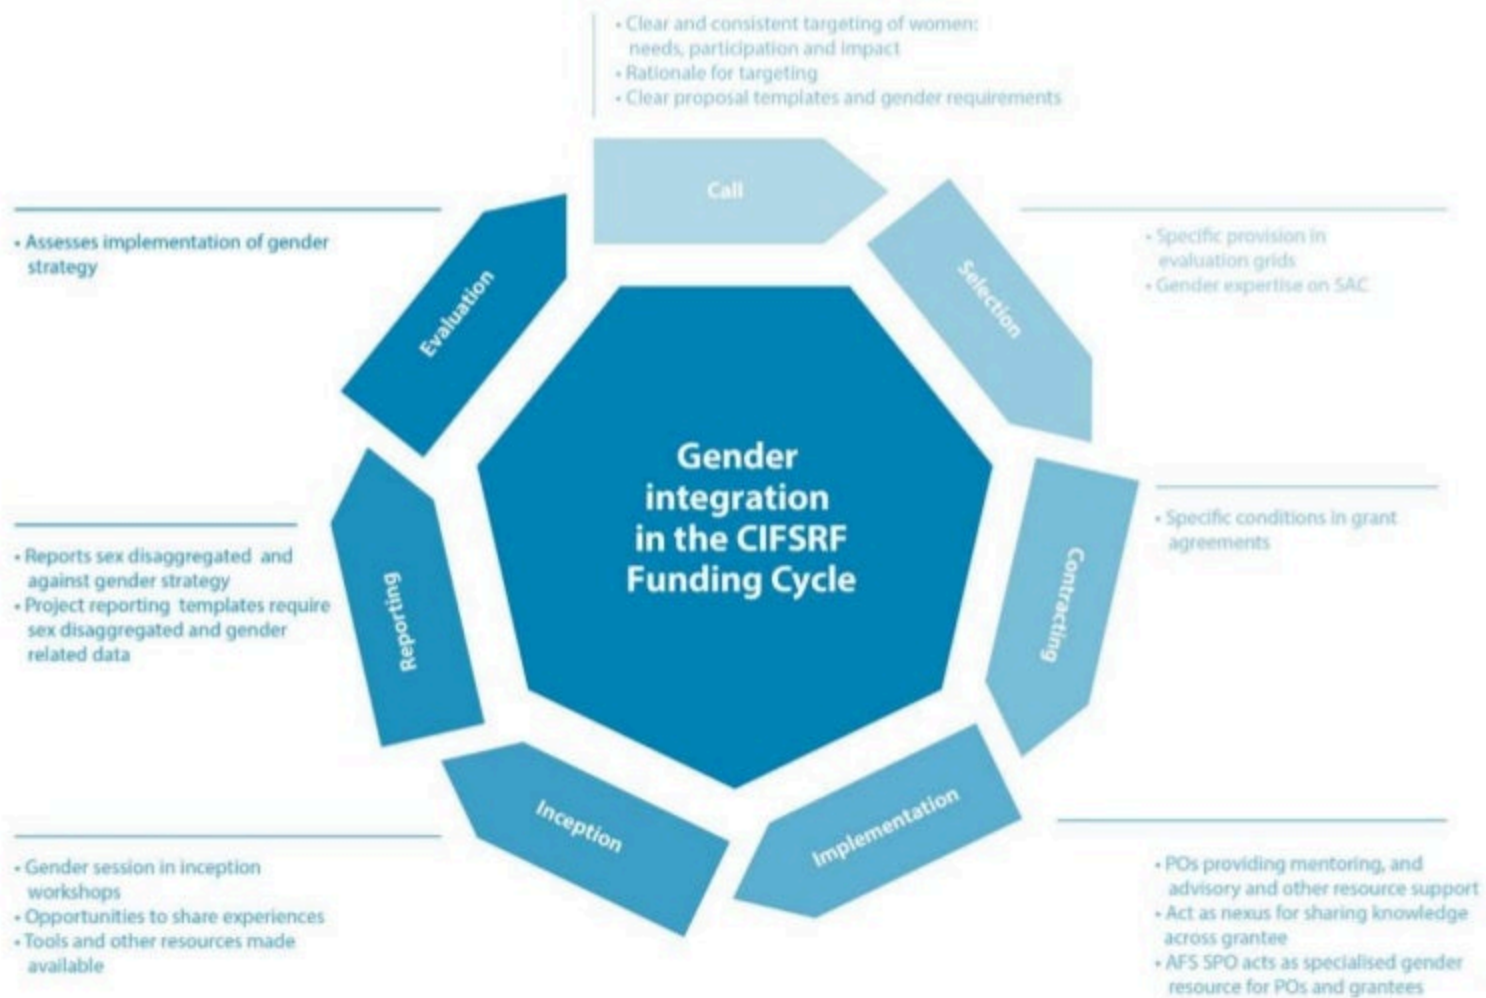 • Clear and consistent targeting of women:
needs, participation and impact
• Rationale for targeting
• Clear proposal templates and gender requirements
Call
Selection
• Specific provision in
evaluation grids
• Gender expertise on SAC
Contracting
• Specific conditions in grant
agreements
Implementation
• POs providing mentoring, and
advisory and other resource support
• Act as nexus for sharing knowledge
across grantee
• AFS SPO acts as specialised gender
resource for POs and grantees
Inception
• Gender session in inception
workshops
• Opportunities to share experiences
• Tools and other resources made
available
Reporting
• Reports sex disaggregated and
against gender strategy
• Project reporting templates require
sex disaggregated and gender
related data
Evaluation
• Assesses implementation of gender
strategy
Gender
integration
in the CIFSRF
Funding Cycle